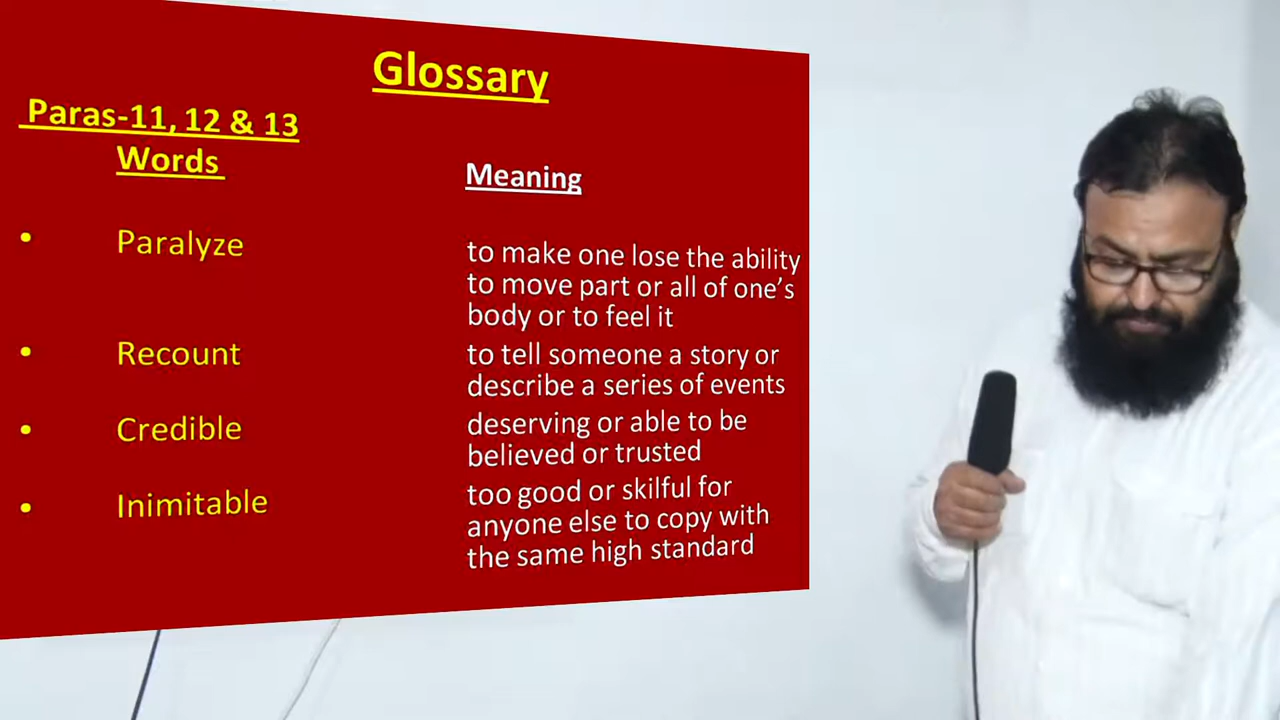 Glossary
Paras-11, 12 & 13
Words
Meaning
• Paralyze
to make one lose the ability
to move part or all of one’s
body or to feel it
• Recount
to tell someone a story or
describe a series of events
• Credible
deserving or able to be
believed or trusted
• Inimitable
too good or skilful for
anyone else to copy with
the same high standard